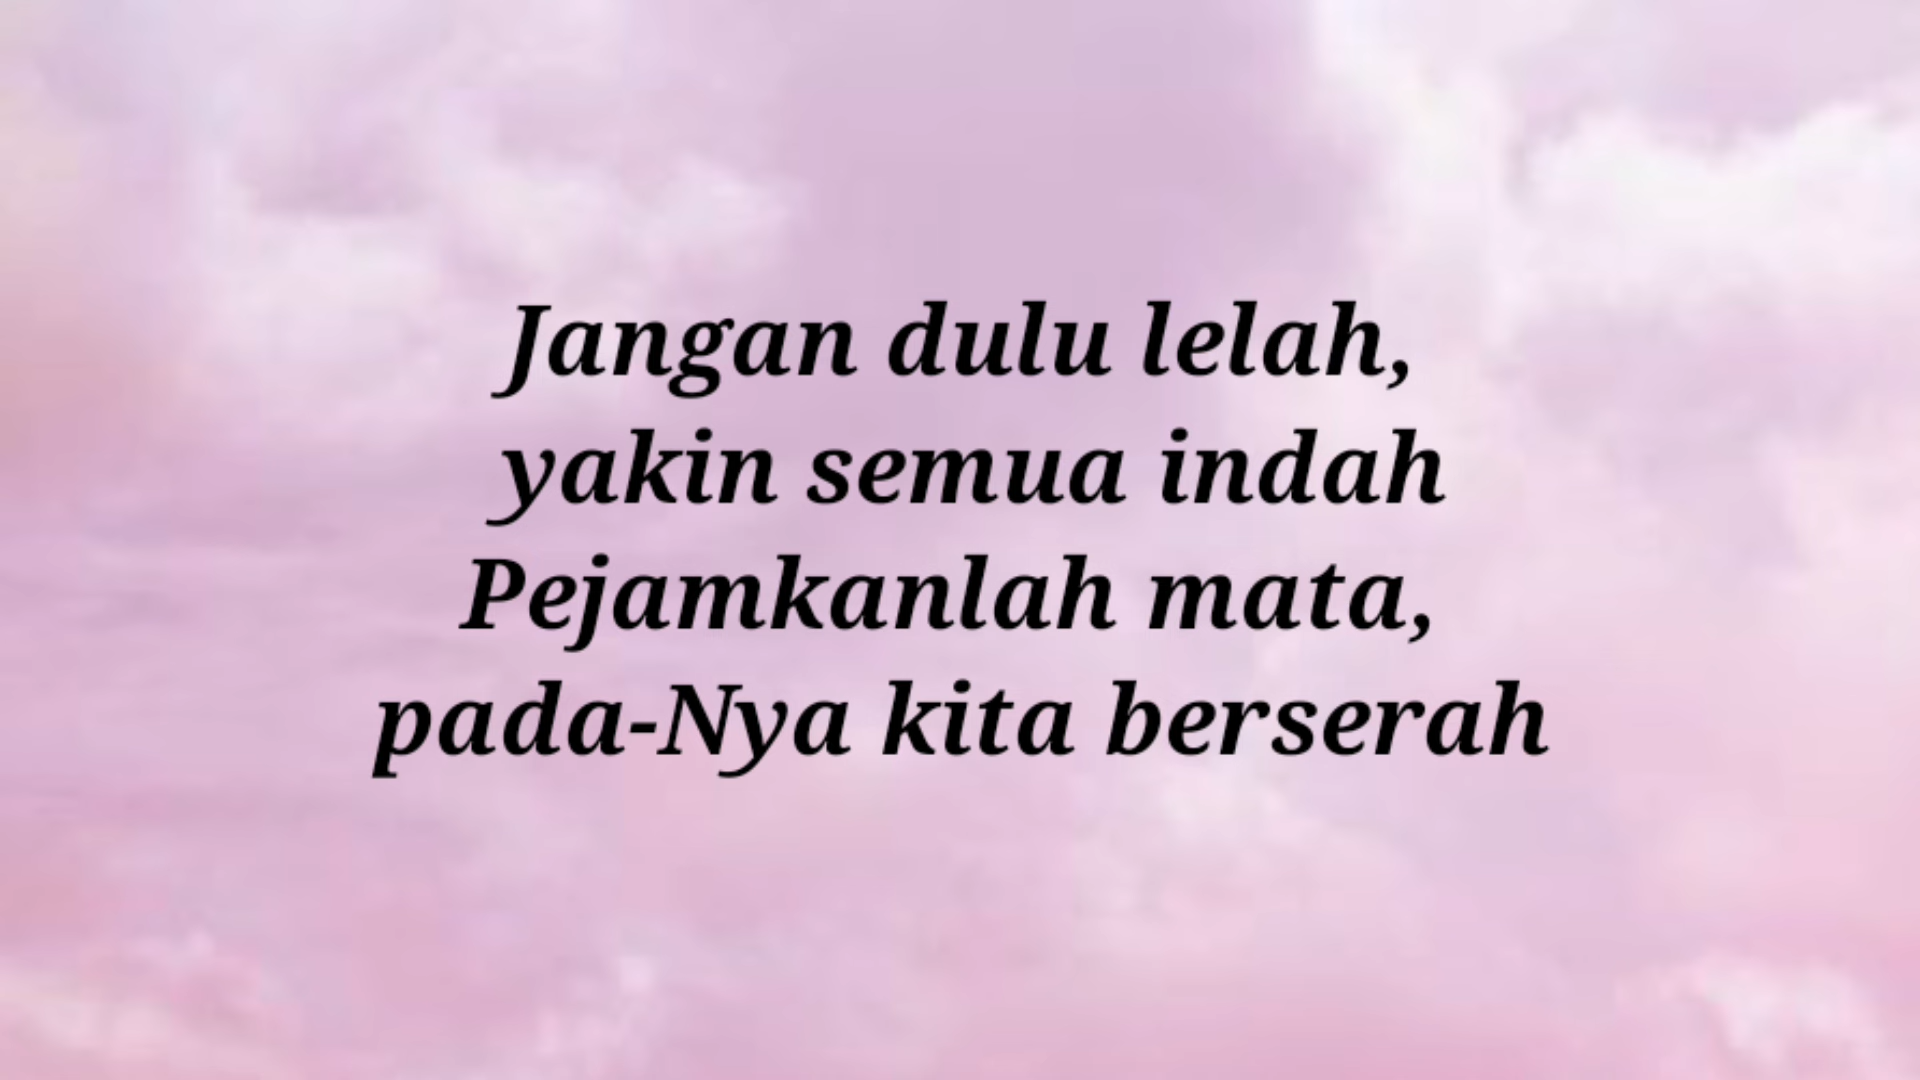 Jangan dulu lelah,
yakin semua indah
Pejamkanlah mata,
pada-Nya kita berserah